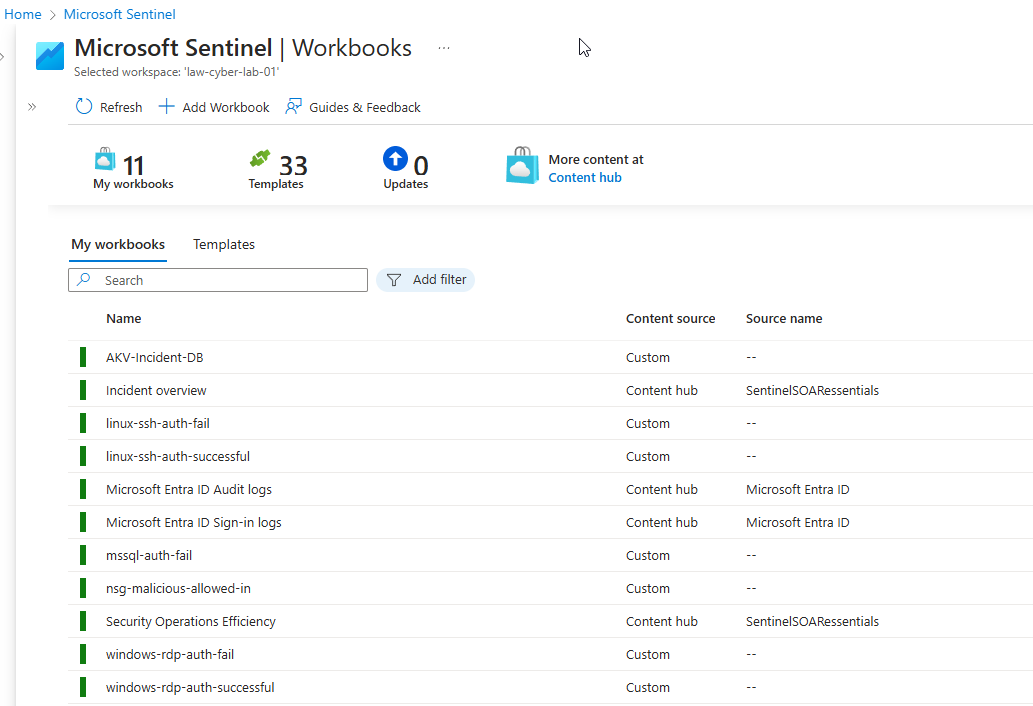 Home > Microsoft Sentinel
Microsoft Sentinel | Workbooks ...
Selected workspace: 'law-cyber-lab-01'
Refresh Add Workbook Guides & Feedback
11 33 0 More content at
My workbooks Templates Updates Content hub
My workbooks Templates
Search Add filter
Name Content source Source name
AKV-Incident-DB Custom --
Incident overview Content hub SentinelSOARessentials
linux-ssh-auth-fail Custom --
linux-ssh-auth-successful Custom --
Microsoft Entra ID Audit logs Content hub Microsoft Entra ID
Microsoft Entra ID Sign-in logs Content hub Microsoft Entra ID
mssql-auth-fail Custom --
nsg-malicious-allowed-in Custom --
Security Operations Efficiency Content hub SentinelSOARessentials
windows-rdp-auth-fail Custom --
windows-rdp-auth-successful Custom --